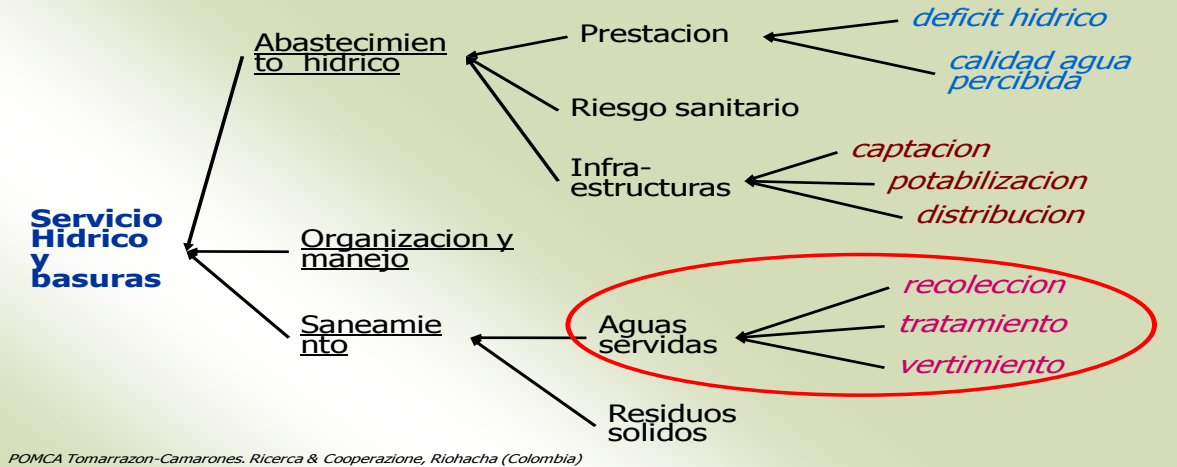 Servicio
Hidrico
y
basuras
Abastecimien
to hidrico
Organizacion y
manejo
Saneamie
nto
Prestacion
Riesgo sanitario
Infra-
estructuras
Aguas
servidas
Residuos
solidos
deficit hidrico
calidad agua
percibida
captacion
potabilizacion
distribucion
recoleccion
tratamiento
vertimiento
POMCA Tomarrazon-Camarones. Ricerca & Cooperazione, Riohacha (Colombia)